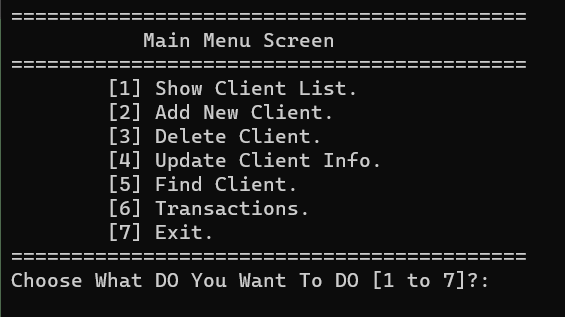 ===========================================
Main Menu Screen
===========================================
[1] Show Client List.
[2] Add New Client.
[3] Delete Client.
[4] Update Client Info.
[5] Find Client.
[6] Transactions.
[7] Exit.
===========================================
Choose What DO You Want To DO [1 to 7]?: